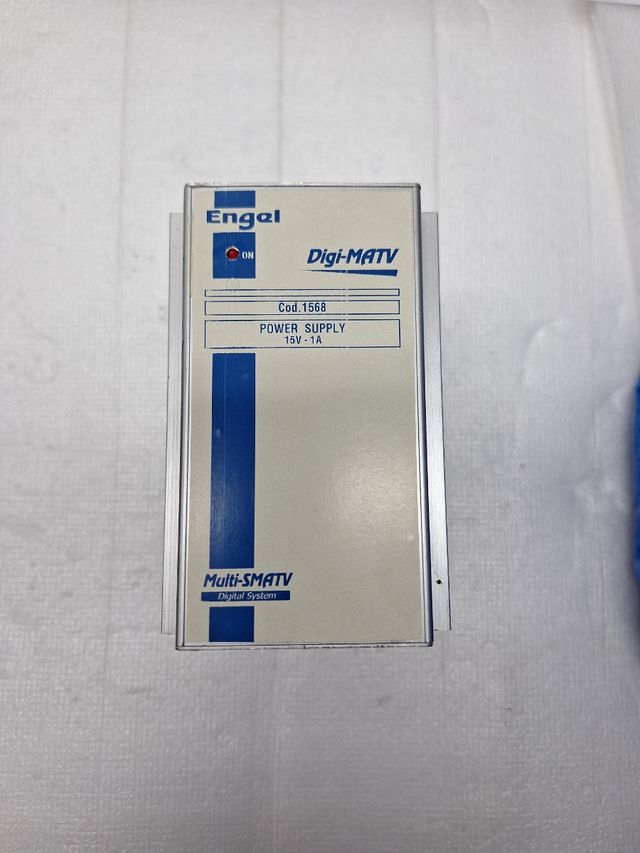 Engel
ON
Digi-MATV
Cod.1568
POWER SUPPLY
15V - 1A
Multi-SMATV
Digital System